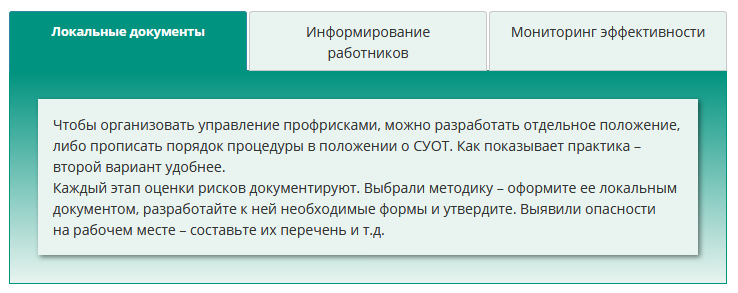 Локальные документы
Информирование
работников
Мониторинг эффективности
Чтобы организовать управление профрисками, можно разработать отдельное положение,
либо прописать порядок процедуры в положении о СУОТ. Как показывает практика –
второй вариант удобнее.
Каждый этап оценки рисков документируют. Выбрали методику – оформите ее локальным
документом, разработайте к ней необходимые формы и утвердите. Выявили опасности
на рабочем месте – составьте их перечень и т.д.